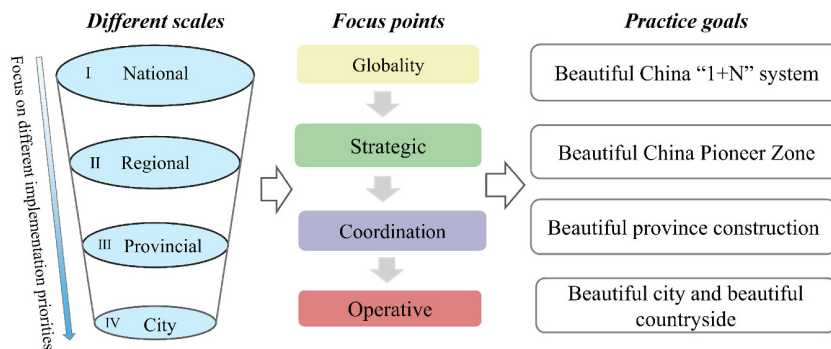 Different scales
Focus points
Practice goals
Focus on different implementation priorities
I National
II Regional
III Provincial
IV City
Globality
Strategic
Coordination
Operative
Beautiful China “1+N” system
Beautiful China Pioneer Zone
Beautiful province construction
Beautiful city and beautiful
countryside